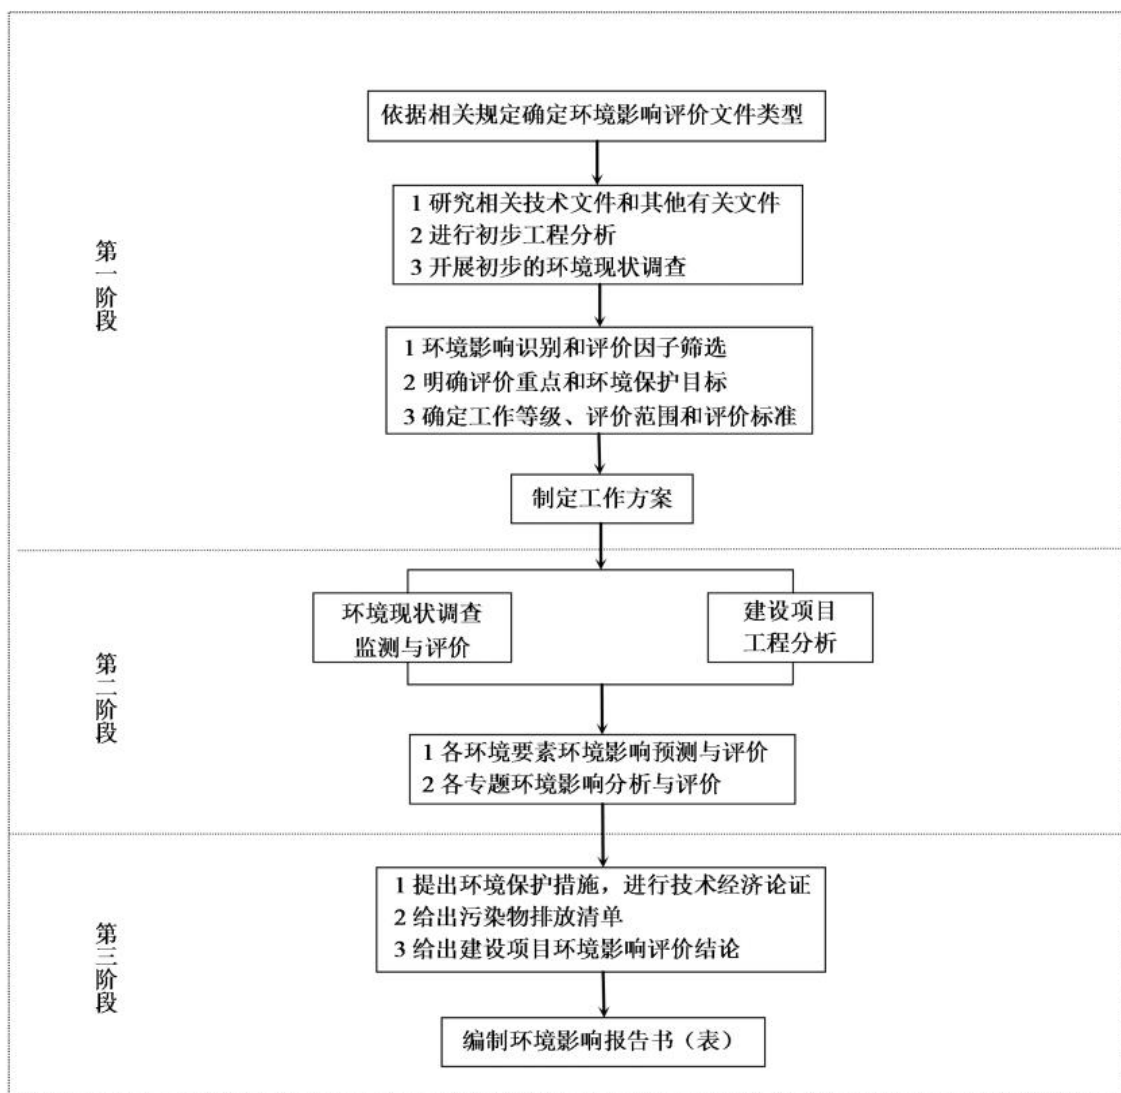 依据相关规定确定环境影响评价文件类型
1 研究相关技术文件和其他有关文件
2 进行初步工程分析
3 开展初步的环境现状调查
第一阶段
1 环境影响识别和评价因子筛选
2 明确评价重点和环境保护目标
3 确定工作等级、评价范围和评价标准
制定工作方案
环境现状调查
监测与评价
建设项目
工程分析
第二阶段
1 各环境要素环境影响预测与评价
2 各专题环境影响分析与评价
1 提出环境保护措施，进行技术经济论证
2 给出污染物排放清单
3 给出建设项目环境影响评价结论
第三阶段
编制环境影响报告书（表）